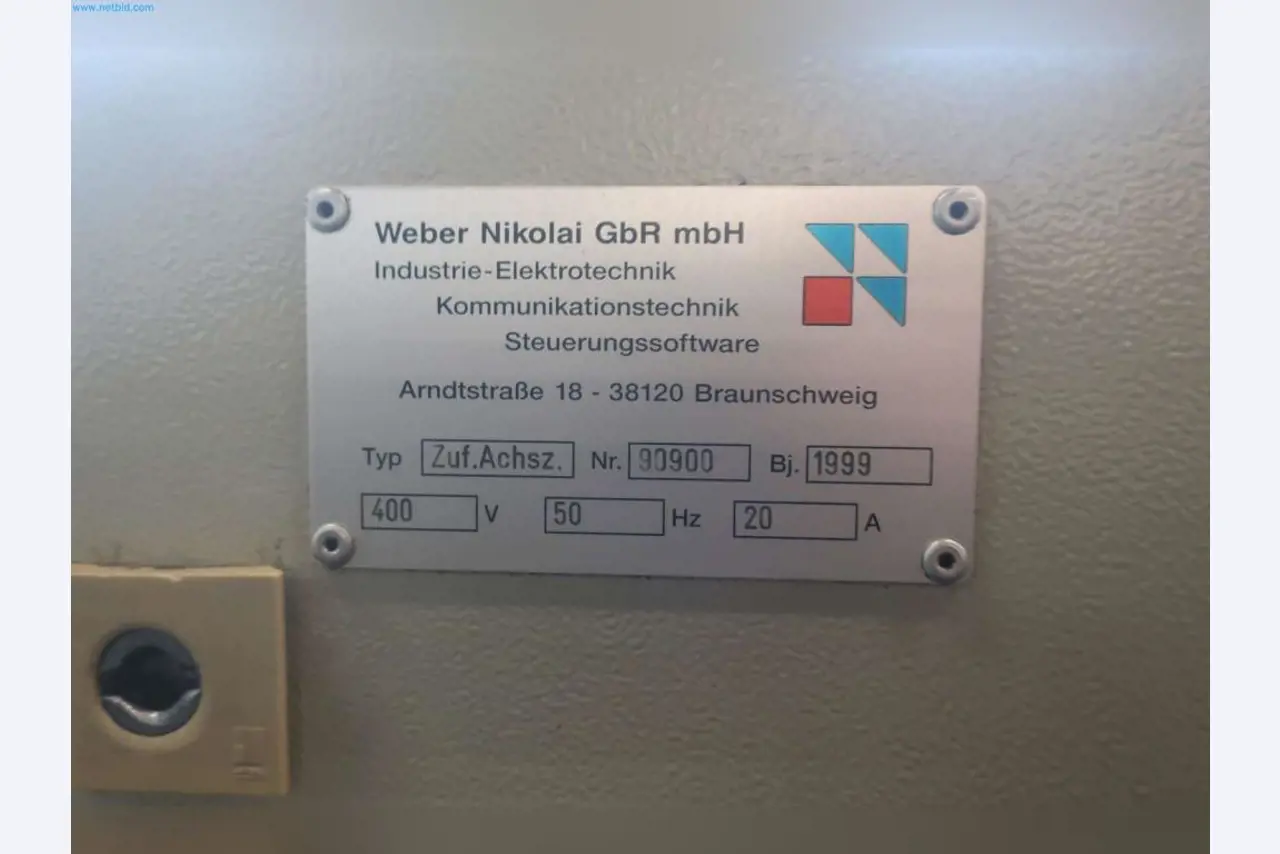 www.netbid.com
Weber Nikolai GbR mbH
Industrie-Elektrotechnik
Kommunikationstechnik
Steuerungssoftware
Arndtstraße 18 - 38120 Braunschweig
Typ Zuf.Achsz. Nr. 90900 Bj. 1999
400 V 50 Hz 20 A